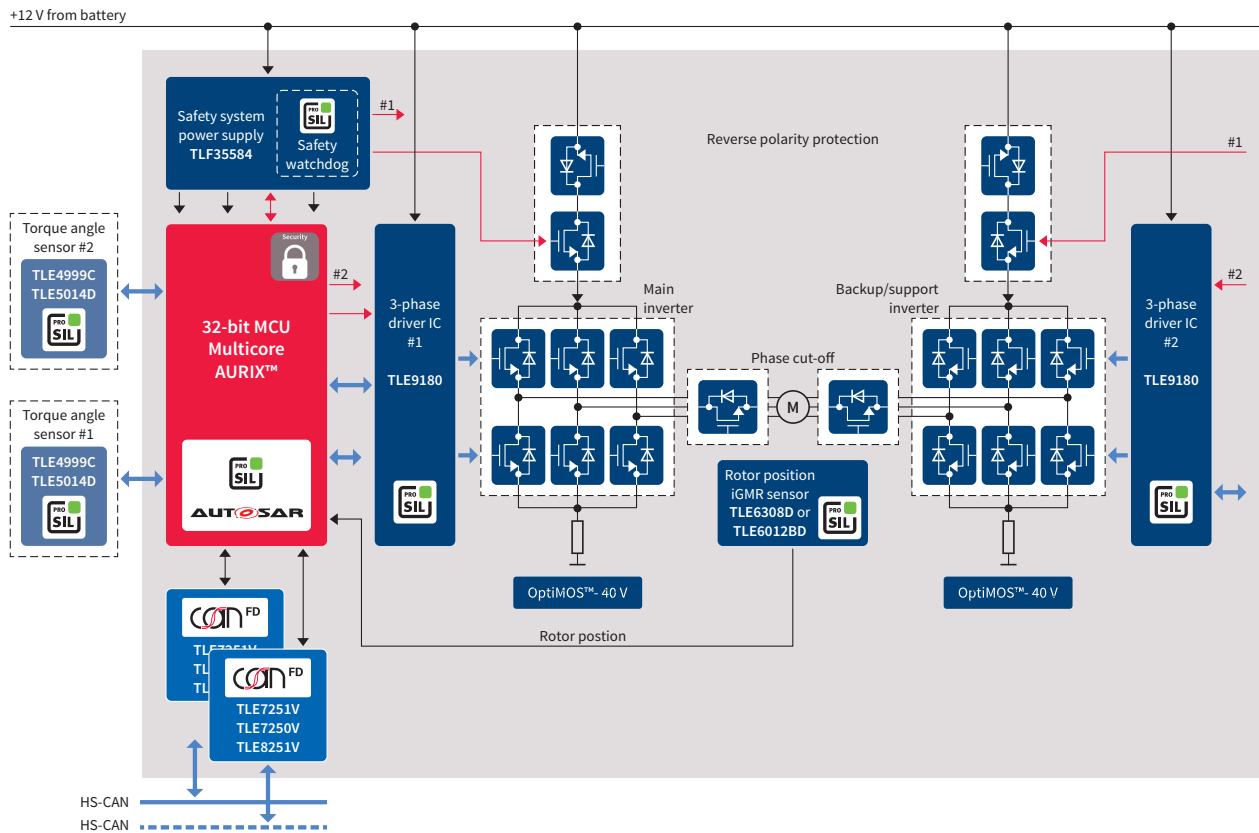 +12 V from battery
Safety system
power supply
TLF35584
PRO
SIL
Safety
watchdog
#1
Reverse polarity protection
#1
Torque angle
sensor #2
TLE4999C
TLE5014D
PRO
SIL
Security
32-bit MCU
Multicore
AURIX™
PRO
SIL
AUTOSAR
#2
3-phase
driver IC
#1
TLE9180
PRO
SIL
Main
inverter
Backup/support
inverter
Phase cut-off
M
#2
3-phase
driver IC
#2
TLE9180
PRO
SIL
Torque angle
sensor #1
TLE4999C
TLE5014D
PRO
SIL
Rotor position
iGMR sensor
TLE6308D or
TLE6012BD
PRO
SIL
OptiMOS™- 40 V
OptiMOS™- 40 V
Rotor postion
CAN FD
CAN FD
TLE7251V
TLE7250V
TLE8251V
HS-CAN
HS-CAN